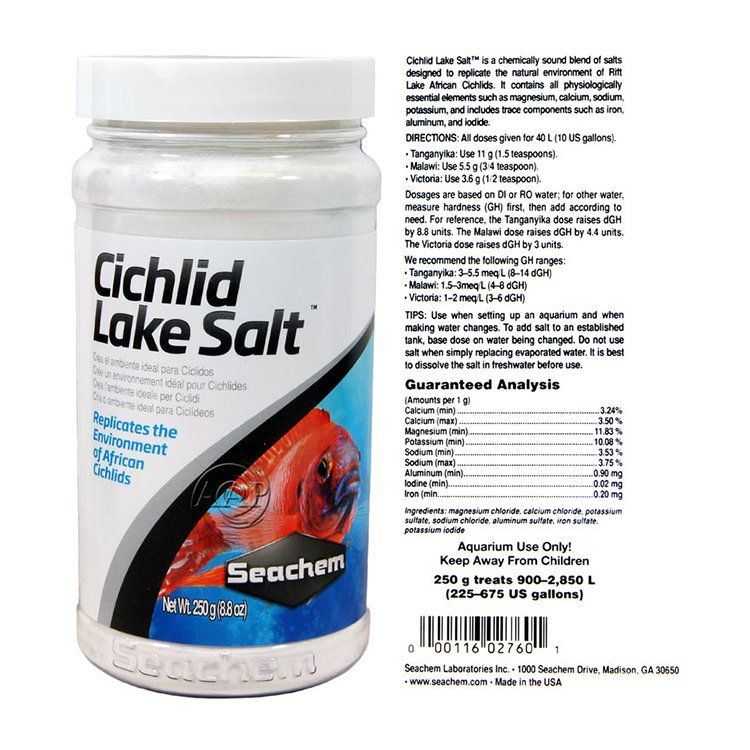 Cichlid
Lake Salt™
Crea el ambiente ideal para Ciclidos
Crée un environnement idéal pour Cichlides
Crea l'ambiente ideale per Ciclidi
Cria o ambiente ideal para Ciclídeos
Replicates the
Environment
of African
Cichlids
AAP
Seachem
Net Wt. 250 g (8.8 oz)
Seachem
Cichlid Lake Salt™ is a chemically sound blend of salts
designed to replicate the natural environment of Rift
Lake African Cichlids. It contains all physiologically
essential elements such as magnesium, calcium, sodium,
potassium, and includes trace components such as iron,
aluminum, and iodide.
DIRECTIONS: All doses given for 40 L (10 US gallons).
• Tanganyika: Use 11 g (1.5 teaspoons).
• Malawi: Use 5.5 g (3/4 teaspoon).
• Victoria: Use 3.6 g (1/2 teaspoon).
Dosages are based on DI or RO water; for other water,
measure hardness (GH) first, then add according to
need. For reference, the Tanganyika dose raises dGH
by 8.8 units. The Malawi dose raises dGH by 4.4 units.
The Victoria dose raises dGH by 3 units.
We recommend the following GH ranges:
• Tanganyika: 3–5.5 meq/L (8–14 dGH)
• Malawi: 1.5–3meq/L (4–8 dGH)
• Victoria: 1–2 meq/L (3–6 dGH)
TIPS: Use when setting up an aquarium and when
making water changes. To add salt to an established
tank, base dose on water being changed. Do not use
salt when simply replacing evaporated water. It is best
to dissolve the salt in freshwater before use.
Guaranteed Analysis
(Amounts per 1 g)
Calcium (min)....3.24%
Calcium (max)....3.50 %
Magnesium (min)....11.83 %
Potassium (min)....10.08 %
Sodium (min)....3.53 %
Sodium (max)....3.75 %
Aluminum (min)....0.90 mg
Iodine (min)....0.02 mg
Iron (min)....0.20 mg
Ingredients: magnesium chloride, calcium chloride, potassium
sulfate, sodium chloride, aluminum sulfate, iron sulfate,
potassium iodide
Aquarium Use Only!
Keep Away From Children
250 g treats 900–2,850 L
(225–675 US gallons)
0 00116 02760 1
Seachem Laboratories Inc. • 1000 Seachem Drive, Madison, GA 30650
• www.seachem.com • Made in the USA